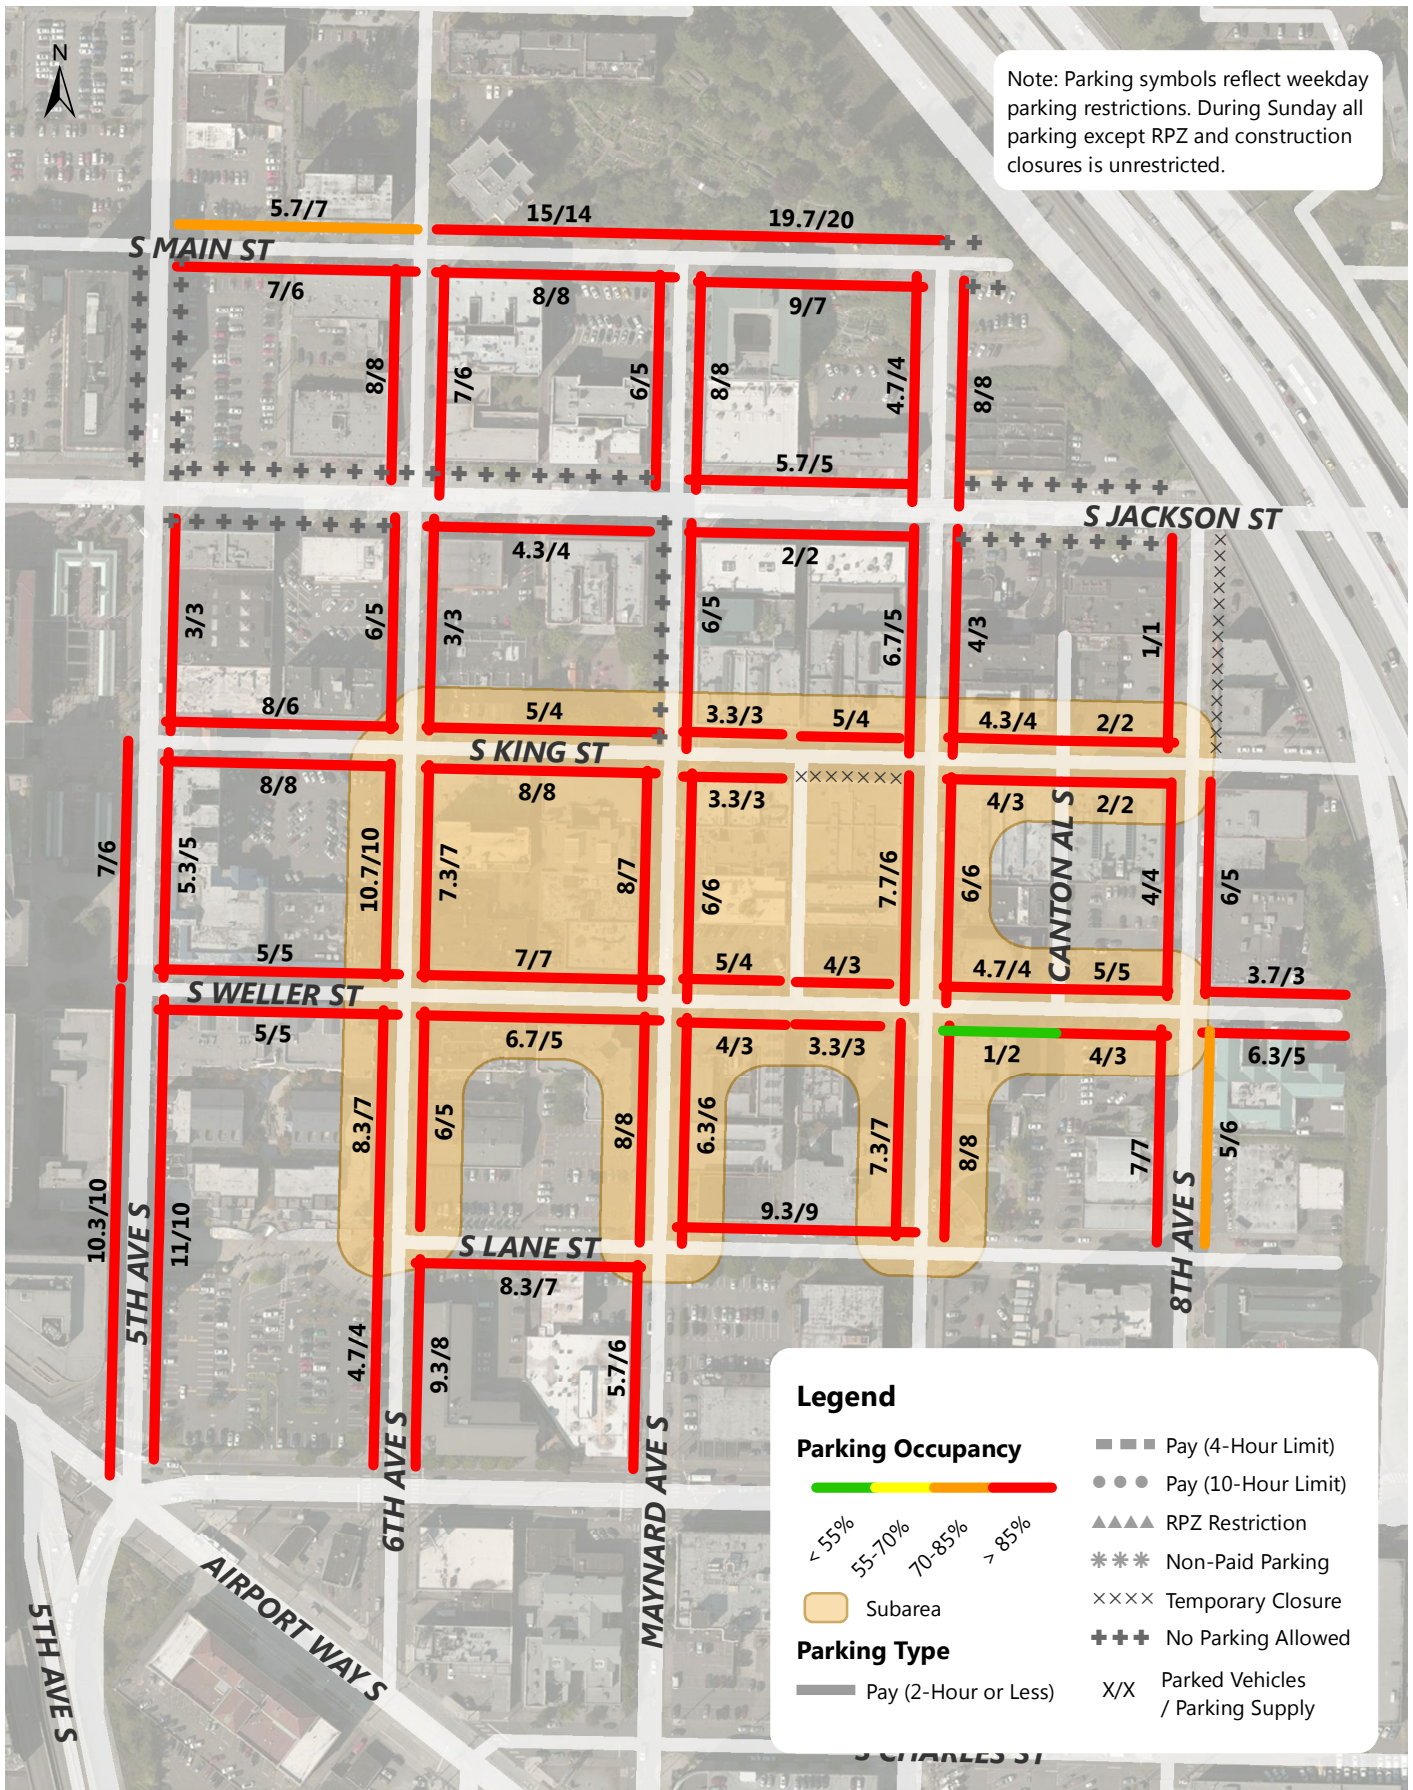 N
Note: Parking symbols reflect weekday
parking restrictions. During Sunday all
parking except RPZ and construction
closures is unrestricted.
5.7/7
15/14
19.7/20
S MAIN ST
7/6
8/8
9/7
8/8
7/6
6/5
8/8
4.7/4
8/8
5.7/5
S JACKSON ST
4.3/4
2/2
3/3
6/5
3/3
6/5
6.7/5
4/3
1/1
8/6
5/4
3.3/3
5/4
4.3/4
2/2
S KING ST
8/8
8/8
3.3/3
4/3
2/2
7/6
5.3/5
10.7/10
7.3/7
8/7
6/6
7.7/6
6/6
CANTON AL S
4/4
6/5
5/5
7/7
5/4
4/3
4.7/4
5/5
3.7/3
S WELLER ST
5/5
6.7/5
4/3
3.3/3
1/2
4/3
6.3/5
10.3/10
11/10
8.3/7
6/5
8/8
6.3/6
7.3/7
8/8
7/7
5/6
9.3/9
S LANE ST
8.3/7
5TH AVE S
8TH AVE S
4.7/4
9.3/8
5.7/6
6TH AVE S
MAYNARD AVE S
AIRPORT WAY S
5TH AVE S
S CHARLES ST
Legend
Parking Occupancy
< 55%
55-70%
70-85%
> 85%
Subarea
Parking Type
Pay (2-Hour or Less)
Pay (4-Hour Limit)
Pay (10-Hour Limit)
RPZ Restriction
Non-Paid Parking
Temporary Closure
No Parking Allowed
X/X Parked Vehicles
/ Parking Supply